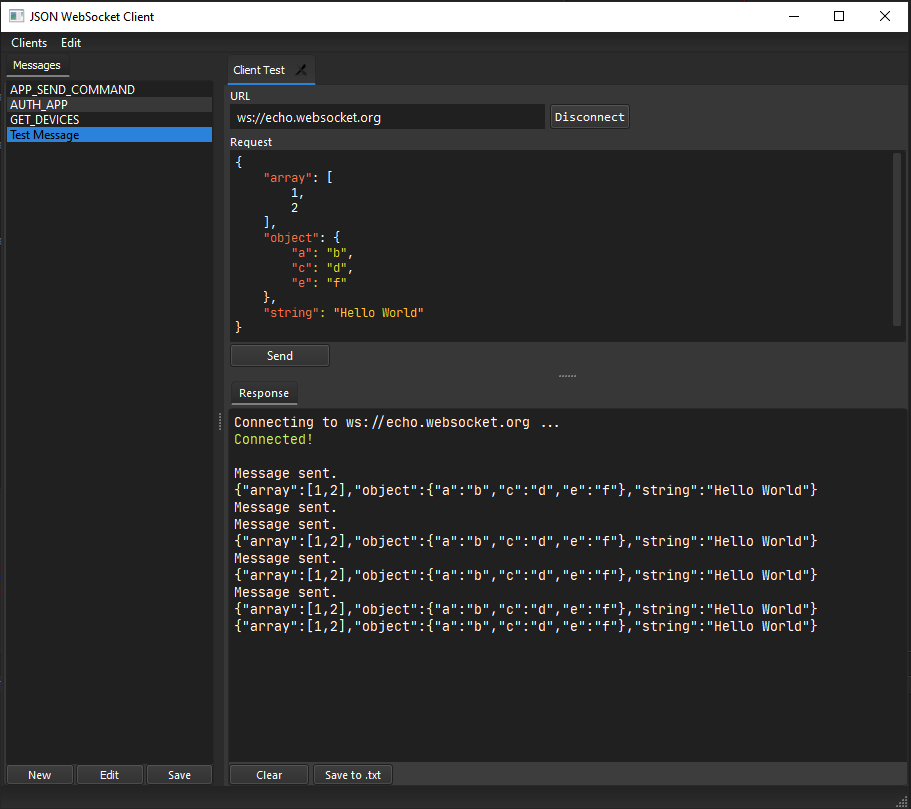 JSON WebSocket Client
Clients Edit
Messages
APP_SEND_COMMAND
AUTH_APP
GET_DEVICES
Test Message
New Edit Save
Client Test
URL
ws://echo.websocket.org Disconnect
Request
{
    "array": [
        1,
        2
    ],
    "object": {
        "a": "b",
        "c": "d",
        "e": "f"
    },
    "string": "Hello World"
}
Send
Response
Connecting to ws://echo.websocket.org ...
Connected!
Message sent.
{"array":[1,2],"object":{"a":"b","c":"d","e":"f"},"string":"Hello World"}
Message sent.
Message sent.
{"array":[1,2],"object":{"a":"b","c":"d","e":"f"},"string":"Hello World"}
Message sent.
{"array":[1,2],"object":{"a":"b","c":"d","e":"f"},"string":"Hello World"}
Message sent.
{"array":[1,2],"object":{"a":"b","c":"d","e":"f"},"string":"Hello World"}
{"array":[1,2],"object":{"a":"b","c":"d","e":"f"},"string":"Hello World"}
Clear Save to .txt